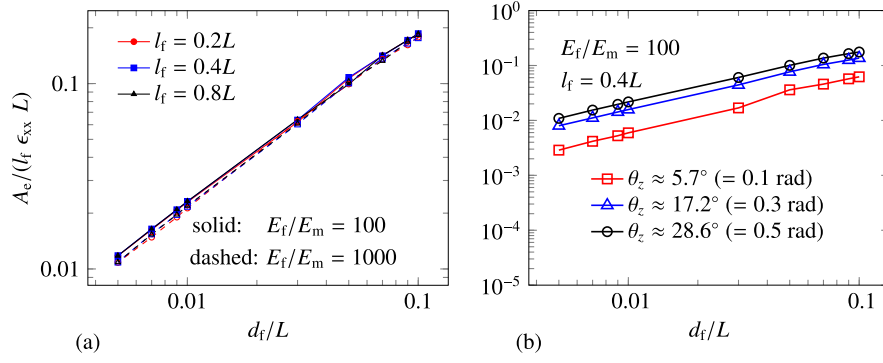 l_f = 0.2L
l_f = 0.4L
l_f = 0.8L
0.1
0.01
A_e/(l_f ϵ_xx L)
solid: E_f/E_m = 100
dashed: E_f/E_m = 1000
0.01 0.1
d_f/L
(a)
10^0
10^−1
10^−2
10^−3
10^−4
10^−5
E_f/E_m = 100
l_f = 0.4L
θ_z ≈ 5.7° (= 0.1 rad)
θ_z ≈ 17.2° (= 0.3 rad)
θ_z ≈ 28.6° (= 0.5 rad)
0.01 0.1
d_f/L
(b)